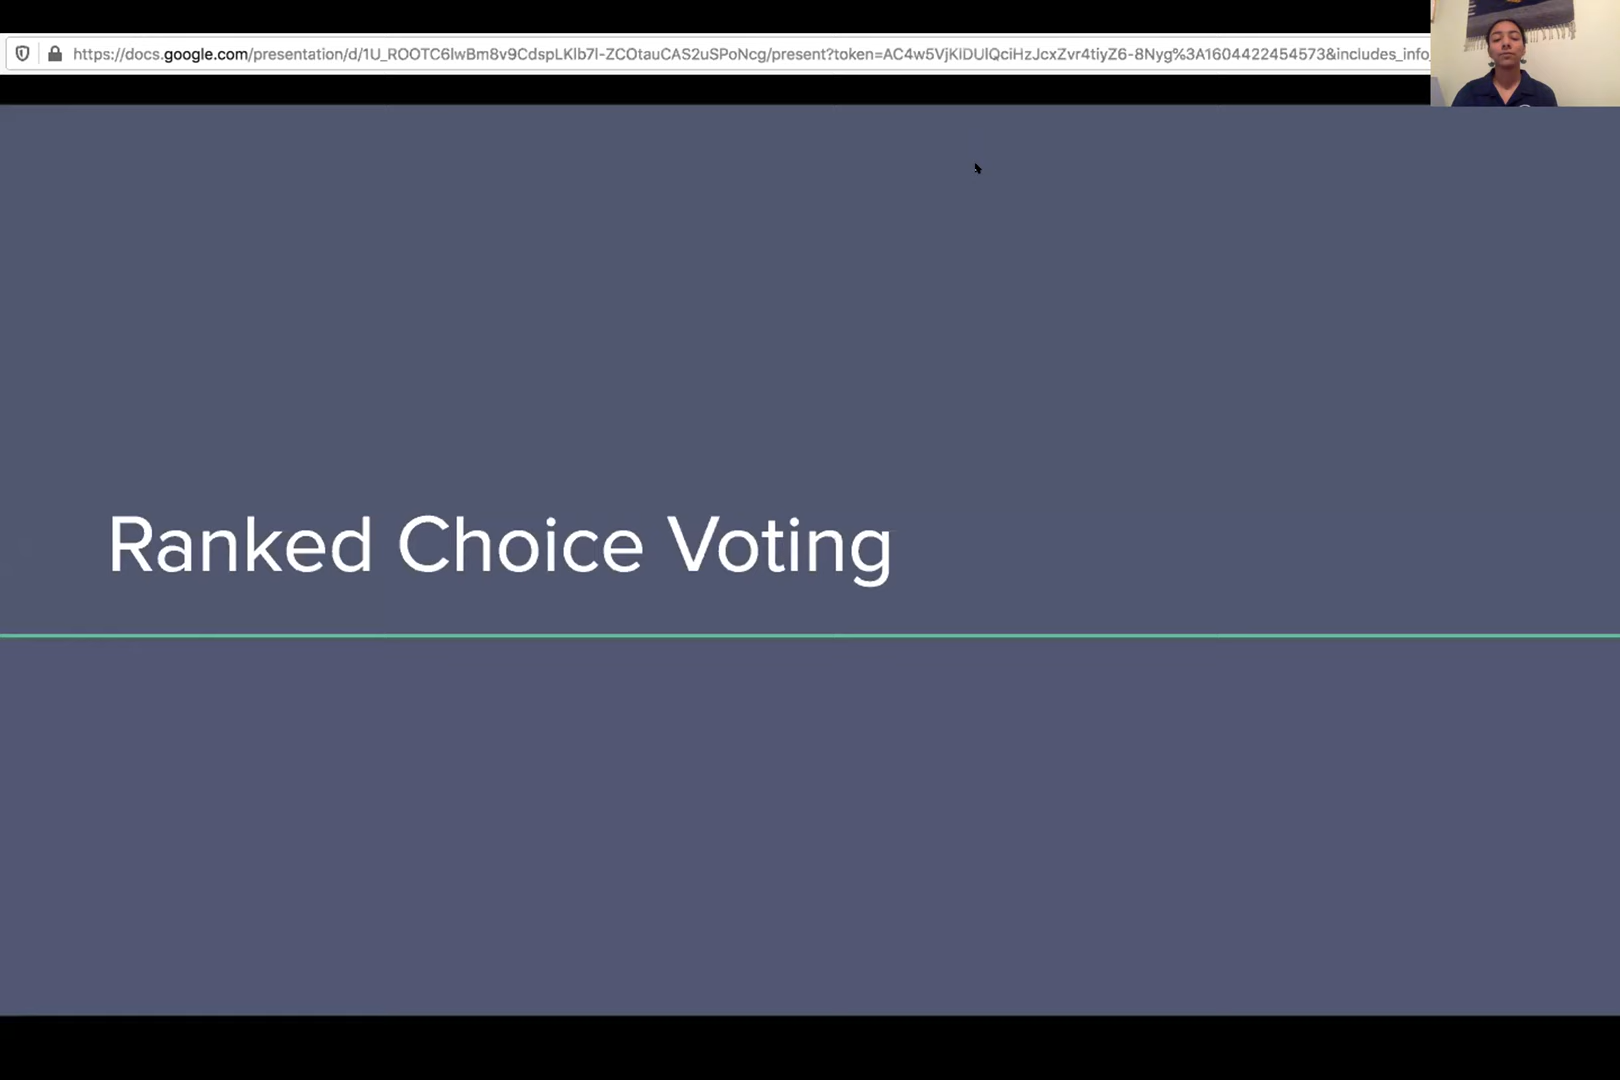 https://docs.google.com/presentation/d/1U_ROOTC6lwBm8v9CdspLKlb7l-ZCOtauCAS2uSPoNcg/present?token=AC4w5VjKiDUlQciHzJcxZvr4tiyZ6-8Nyg%3A1604422454573&includes_info
Ranked Choice Voting